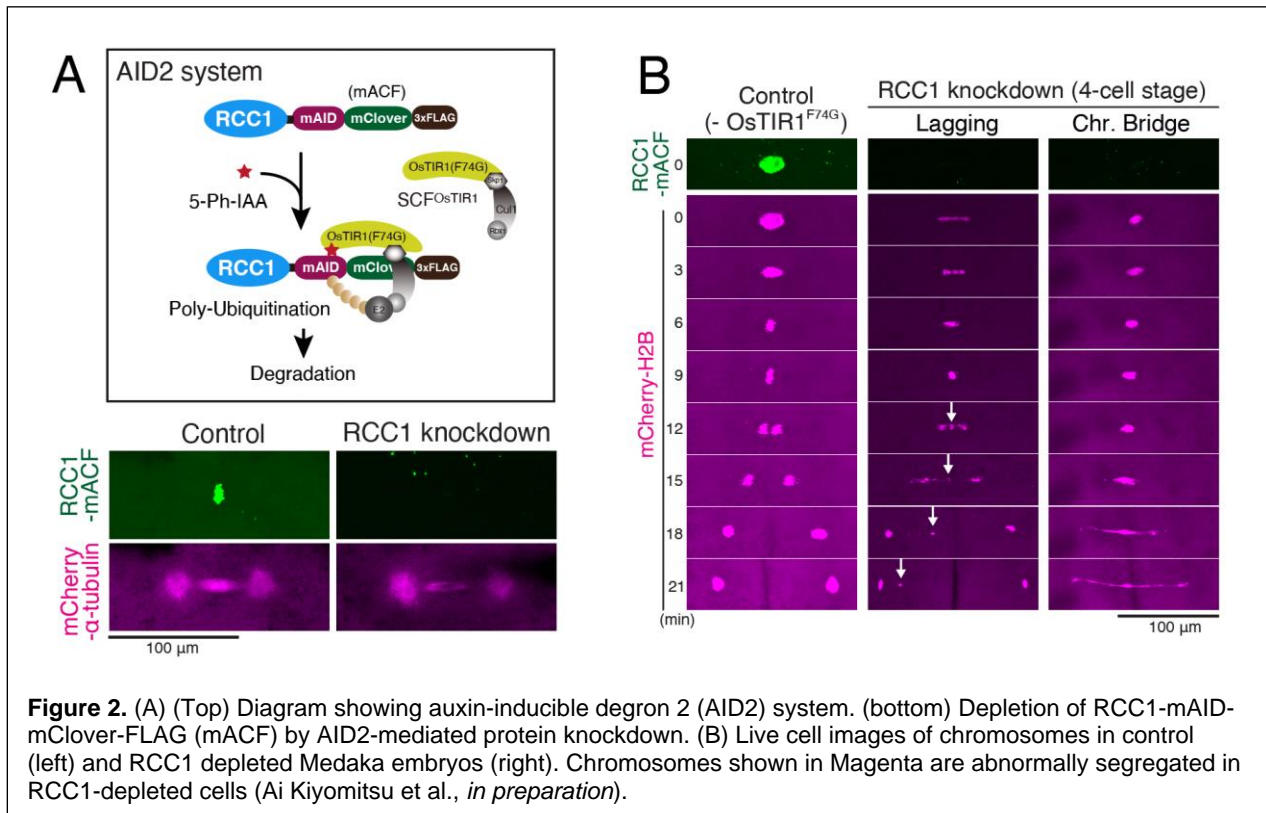 A
AID2 system
(mACF)
RCC1 mAID mClover 3xFLAG
OsTIR1(F74G)
5-Ph-IAA
SCFOsTIR1
Skp1
Cul1
Rbx1
OsTIR1(F74G)
RCC1 mAID mClov 3xFLAG
E2
Poly-Ubiquitination
Degradation
Control RCC1 knockdown
RCC1
-mACF
mCherry
-α-tubulin
100 µm
B
Control
(- OsTIR1F74G)
RCC1 knockdown (4-cell stage)
Lagging Chr. Bridge
RCC1
-mACF
0
mCherry-H2B
0
3
6
9
12
15
18
21
(min)
100 µm
Figure 2. (A) (Top) Diagram showing auxin-inducible degron 2 (AID2) system. (bottom) Depletion of RCC1-mAID-
mClover-FLAG (mACF) by AID2-mediated protein knockdown. (B) Live cell images of chromosomes in control
(left) and RCC1 depleted Medaka embryos (right). Chromosomes shown in Magenta are abnormally segregated in
RCC1-depleted cells (Ai Kiyomitsu et al., in preparation).